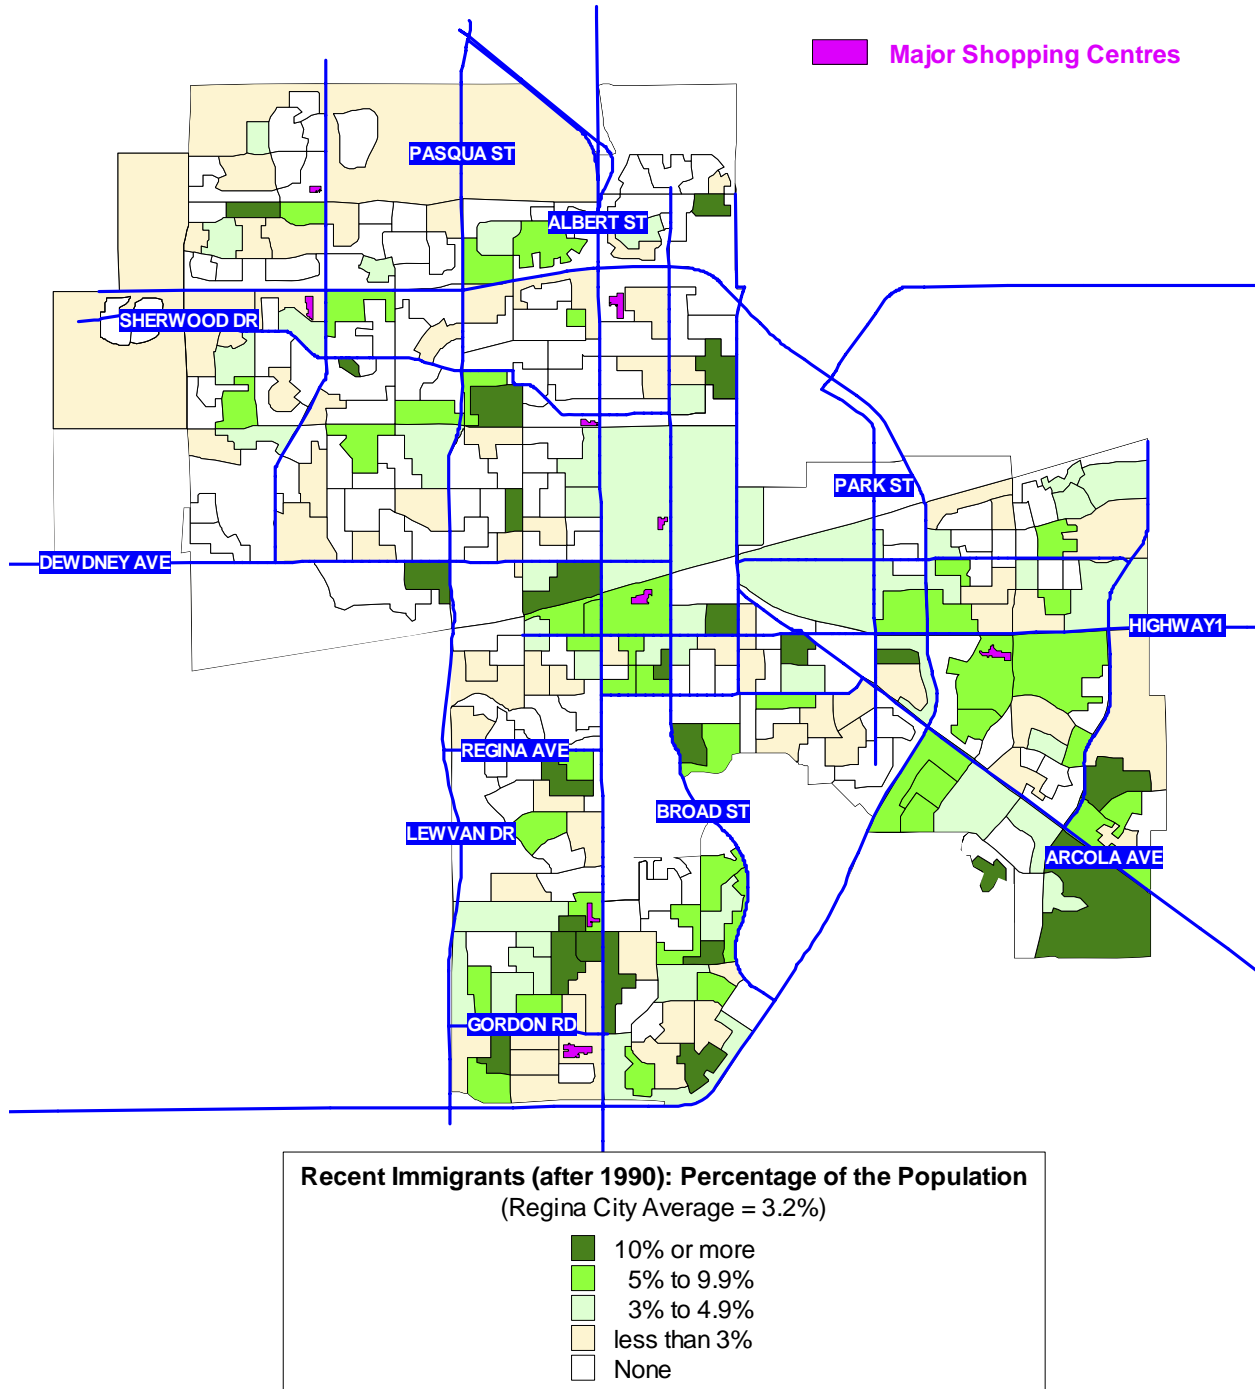 Major Shopping Centres
PASQUA ST
ALBERT ST
SHERWOOD DR
PARK ST
DEWDNEY AVE
HIGHWAY1
REGINA AVE
BROAD ST
LEWVAN DR
ARCOLA AVE
GORDON RD
Recent Immigrants (after 1990): Percentage of the Population
(Regina City Average = 3.2%)
10% or more
5% to 9.9%
3% to 4.9%
less than 3%
None